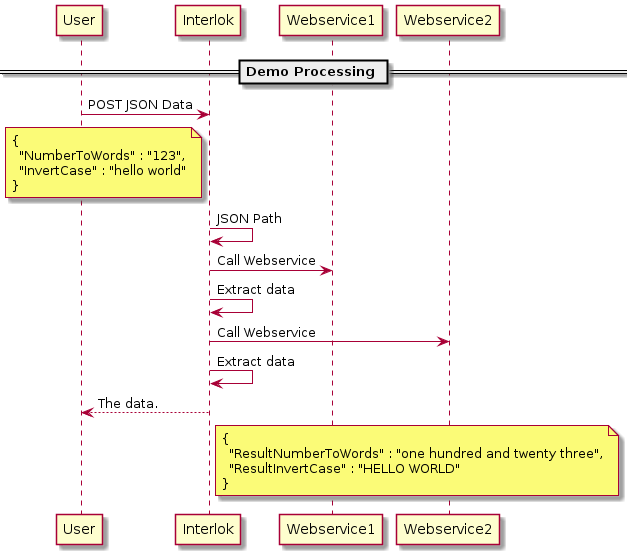 User Interlok Webservice1 Webservice2
Demo Processing
POST JSON Data
{
"NumberToWords" : "123",
"InvertCase" : "hello world"
}
JSON Path
Call Webservice
Extract data
Call Webservice
Extract data
The data.
{
"ResultNumberToWords" : "one hundred and twenty three",
"ResultInvertCase" : "HELLO WORLD"
}
User Interlok Webservice1 Webservice2